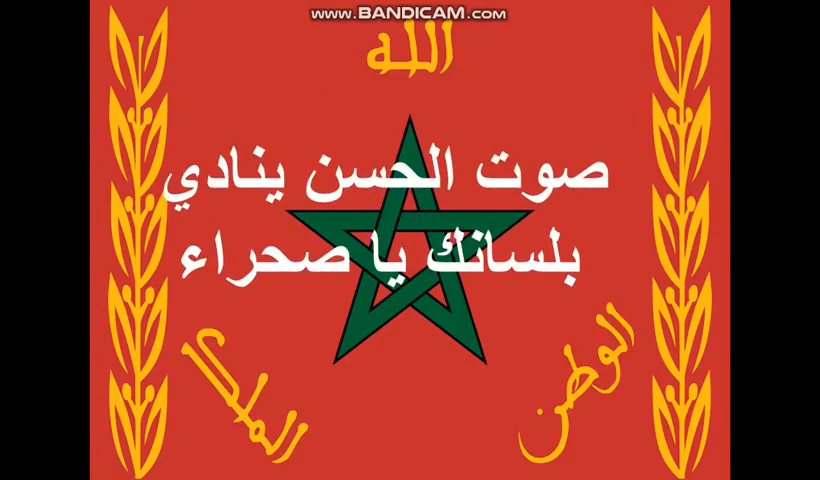 WWW.BANDICAM.COM
الله
صوت الحسن ينادي
بلسانك يا صحراء
الوطن
الملك